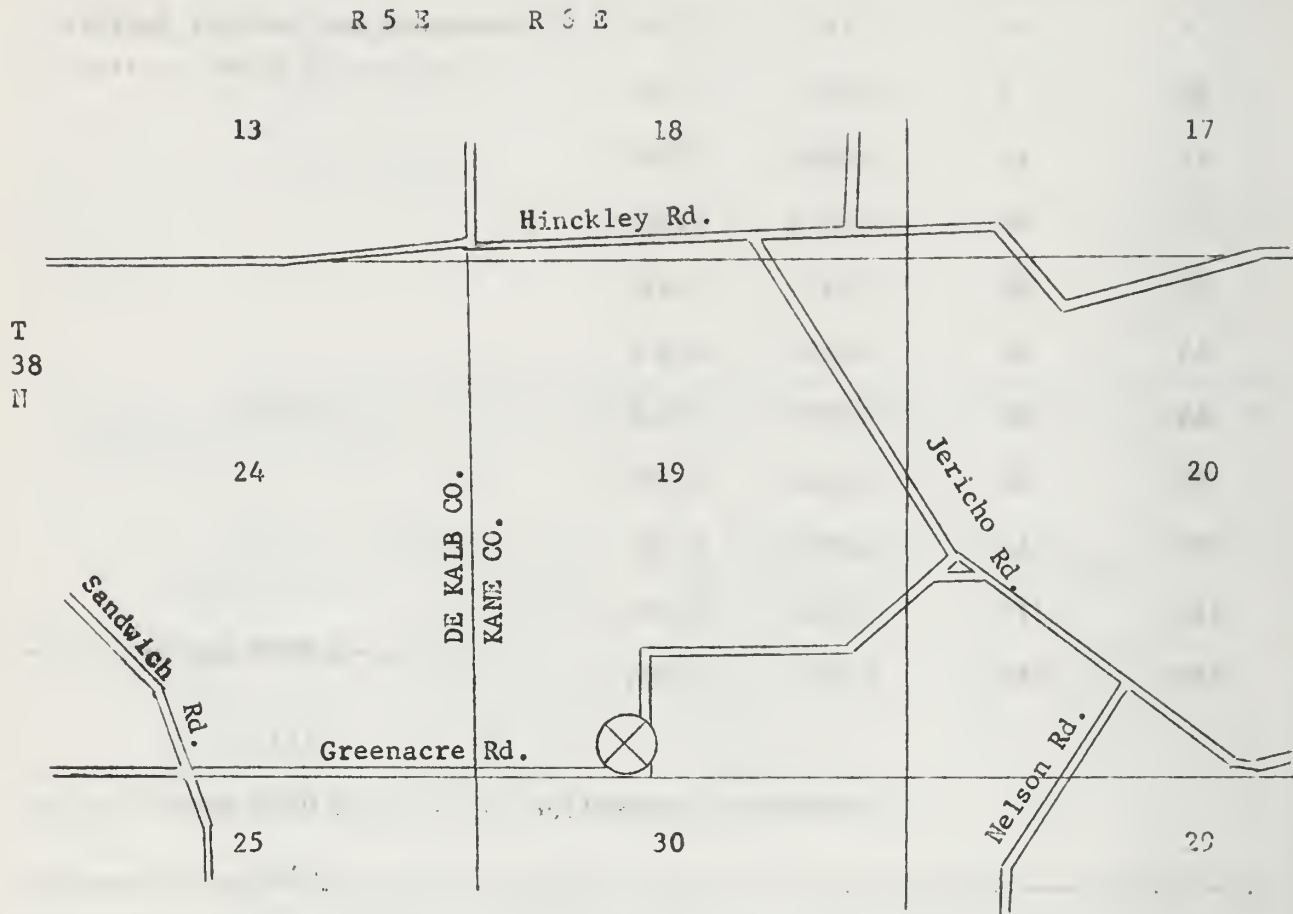 R 5 E R 6 E
13 18 17
Hinckley Rd.
T
38
N
24 19 20
Jericho Rd.
DE KALB CO.
KANE CO.
Sandwich Rd.
Greenacre Rd.
Nelson Rd.
25 30 29